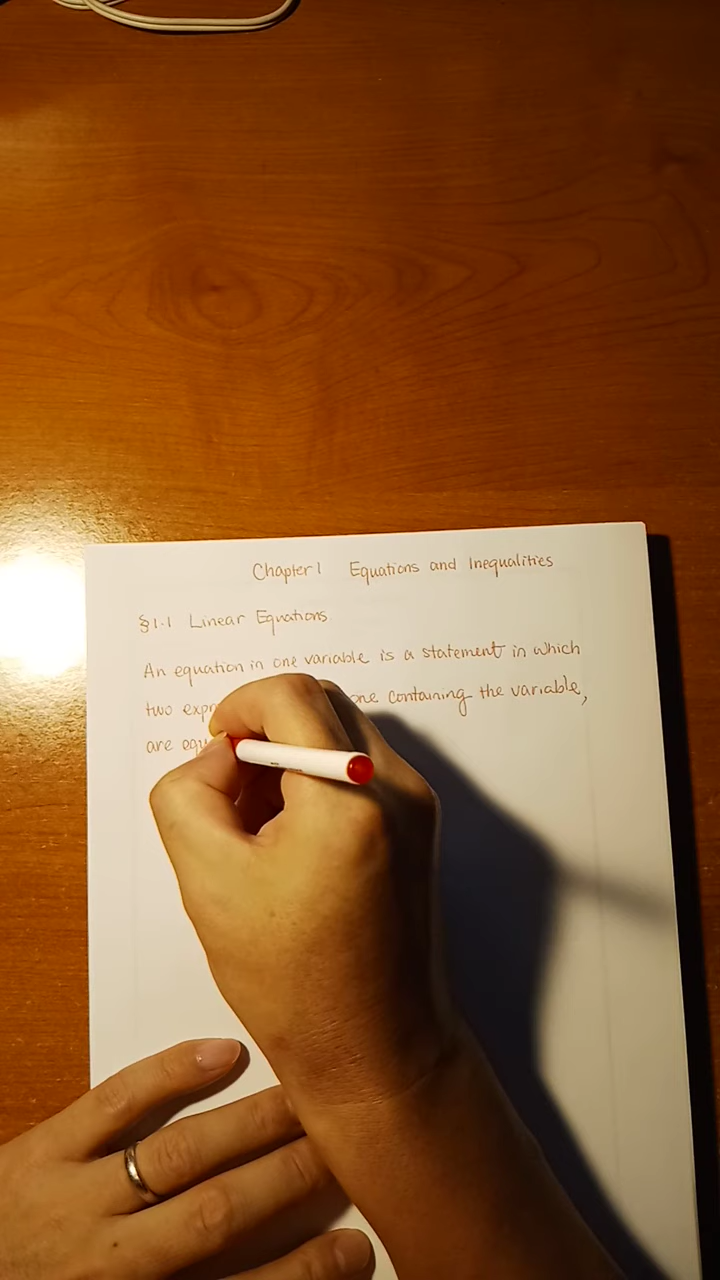 Chapter 1 Equations and Inequalities
§1.1 Linear Equations.
An equation in one variable is a statement in which
two one containing the variable,
are